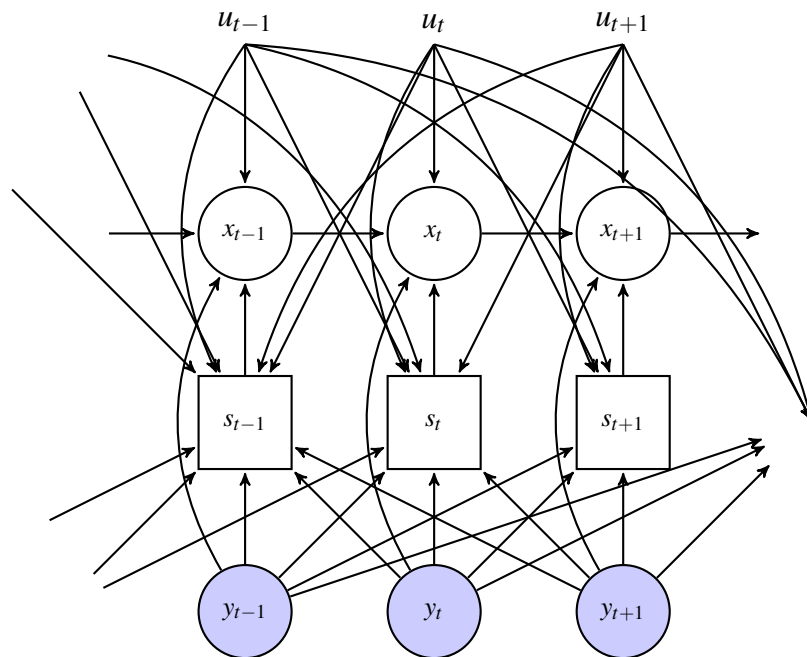 u_{t−1} u_t u_{t+1}
x_{t−1} x_t x_{t+1}
s_{t−1} s_t s_{t+1}
y_{t−1} y_t y_{t+1}